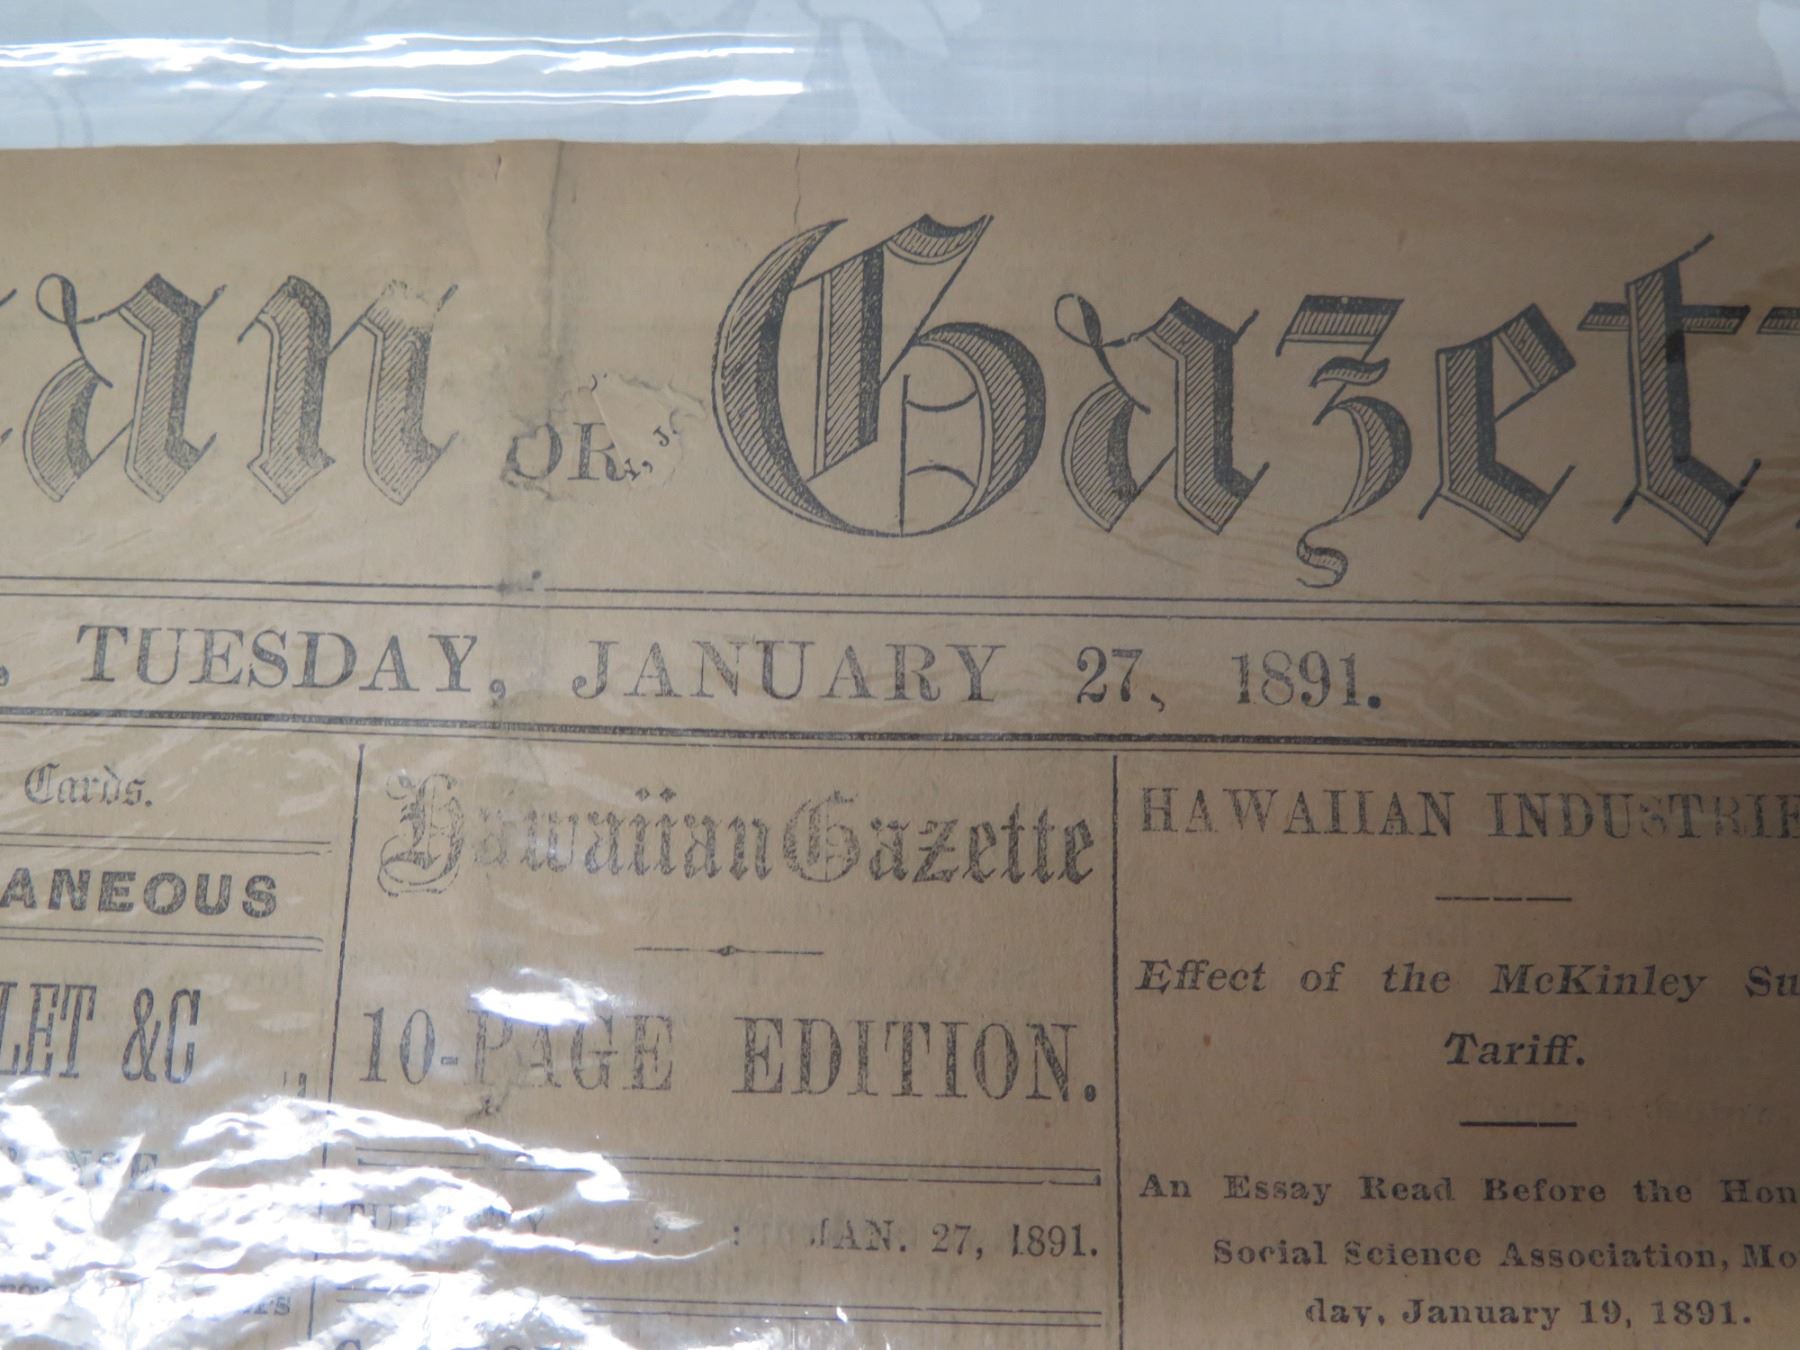 an OR, Gazett
, TUESDAY, JANUARY 27, 1891.
Cards.
ANEOUS
LET &C
Hawaiian Gazette
10-PAGE EDITION.
JAN. 27, 1891.
HAWAIIAN INDUSTRIE
Effect of the McKinley Su
Tariff.
An Essay Read Before the Hon
Social Science Association, Mo
day, January 19, 1891.